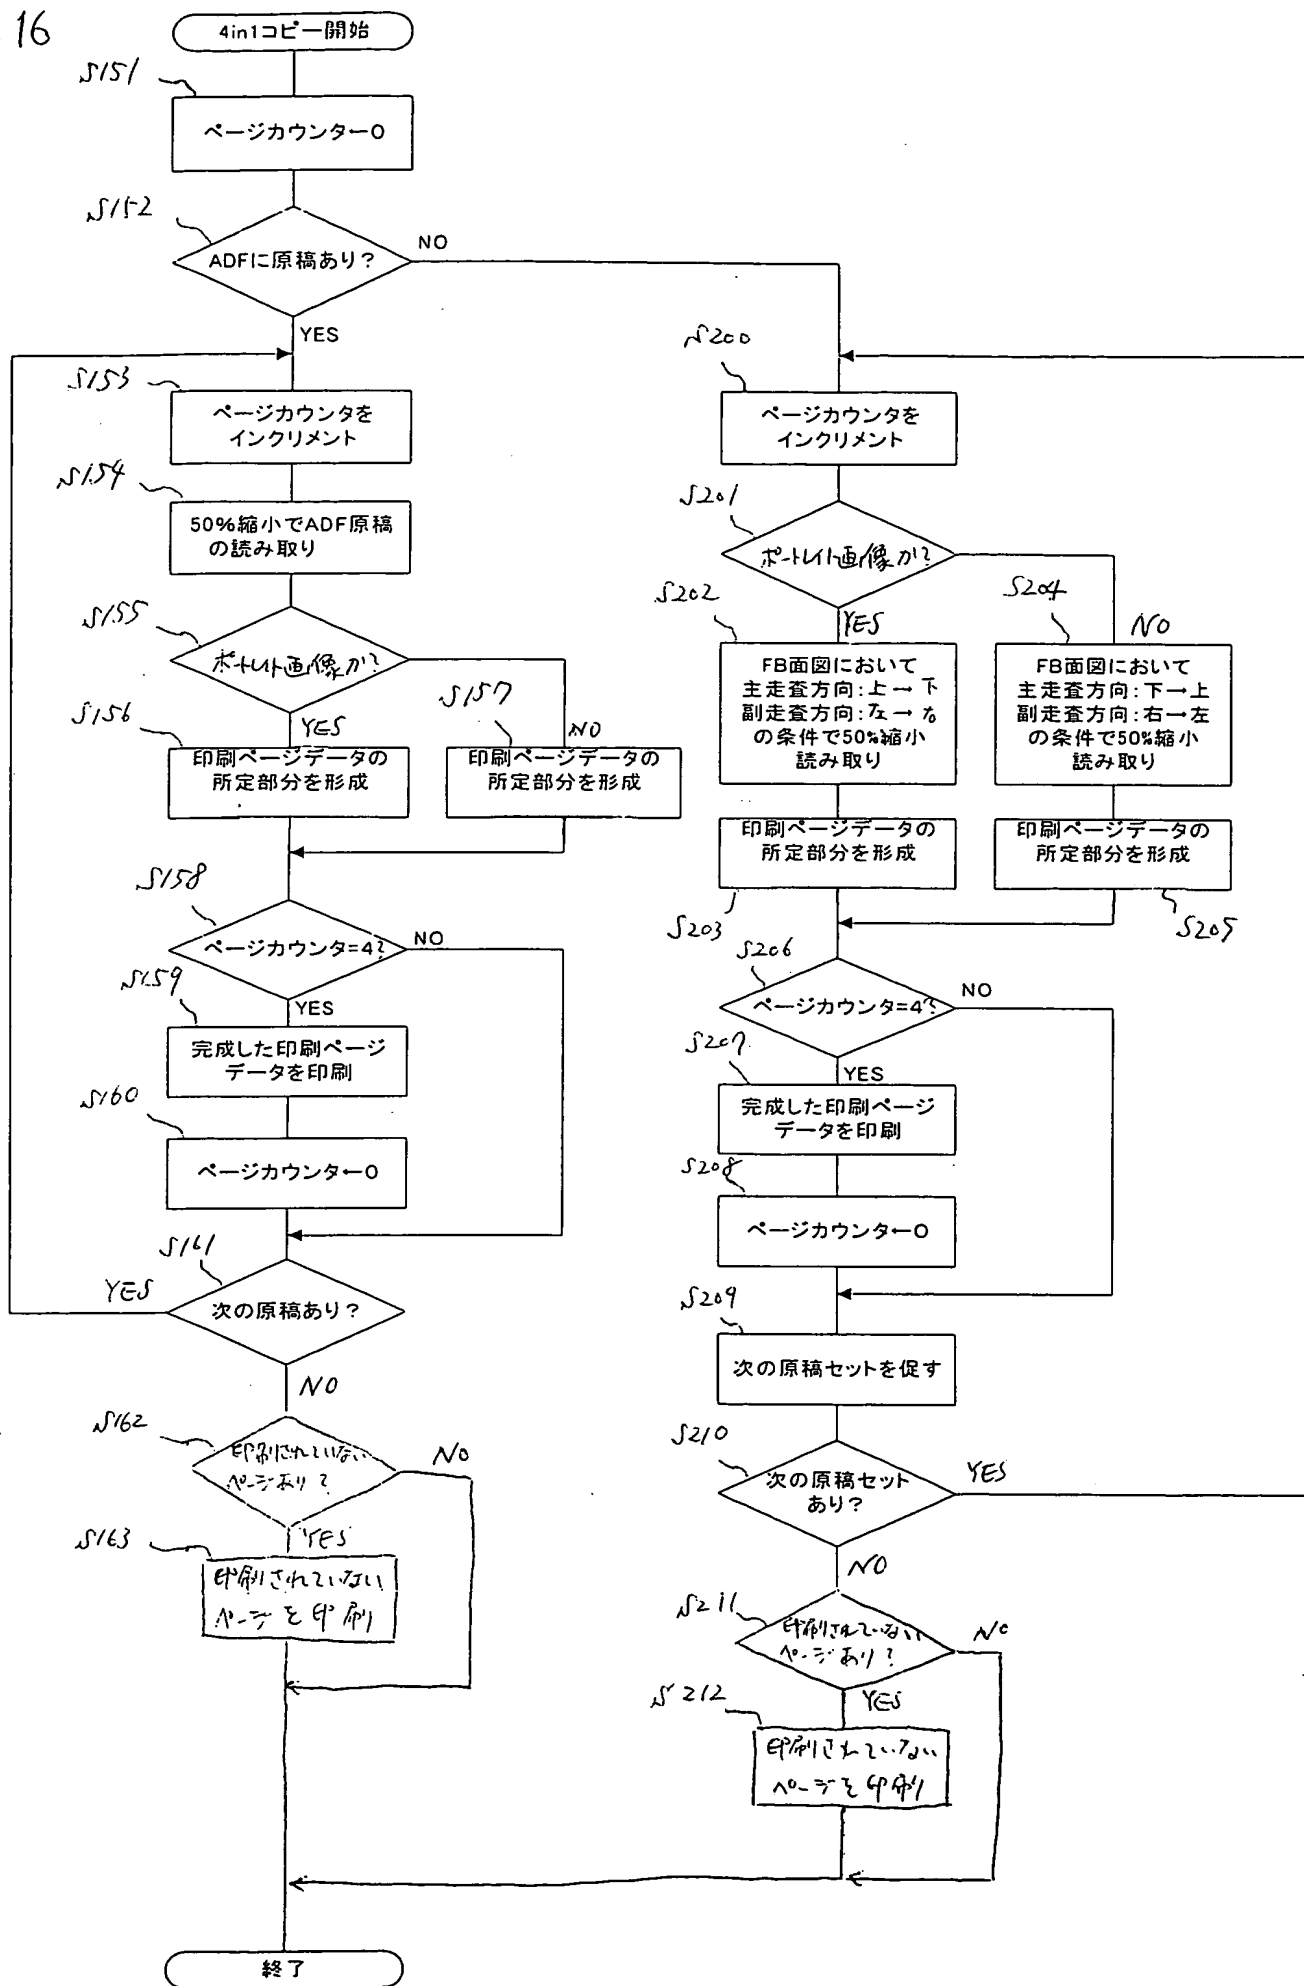 16
4in1コピー開始
S151
ページカウンター←0
S152
ADFに原稿あり?
NO
YES
S153
ページカウンタを
インクリメント
S154
50%縮小でADF原稿
の読み取り
S155
ポートレイト画像か?
YES
S156
印刷ページデータの
所定部分を形成
S157
NO
印刷ページデータの
所定部分を形成
S158
ページカウンタ=4?
NO
YES
S159
完成した印刷ページ
データを印刷
S160
ページカウンタ←0
S161
次の原稿あり?
YES
NO
S162
印刷されていない
ページあり?
NO
YES
S163
印刷されていない
ページを印刷
S200
ページカウンタを
インクリメント
S201
ポートレイト画像か?
S202
YES
FB面図において
主走査方向:上→下
副走査方向:左→右
の条件で50%縮小
読み取り
S204
NO
FB面図において
主走査方向:下→上
副走査方向:右→左
の条件で50%縮小
読み取り
印刷ページデータの
所定部分を形成
S203
印刷ページデータの
所定部分を形成
S205
S206
ページカウンタ=4?
NO
YES
S207
完成した印刷ページ
データを印刷
S208
ページカウンタ←0
S209
次の原稿セットを促す
S210
次の原稿セット
あり?
YES
NO
S211
印刷されていない
ページあり?
NO
YES
S212
印刷されていない
ページを印刷
終了